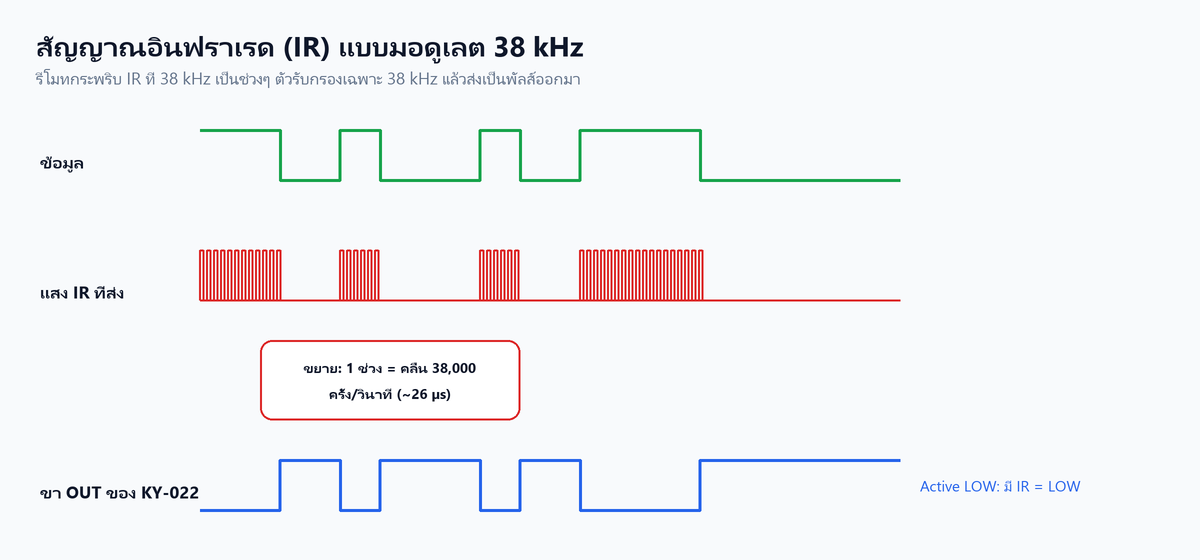 สัญญาณอินฟราเรด (IR) แบบมอดูเลต 38 kHz
รีโมทกระพริบ IR ที่ 38 kHz เป็นช่วงๆ ตัวรับกรองเฉพาะ 38 kHz แล้วส่งเป็นพัลส์ออกมา
ข้อมูล
แสง IR ที่ส่ง
ขยาย: 1 ช่วง = คลื่น 38,000
ครั้ง/วินาที (~26 µs)
ขา OUT ของ KY-022
Active LOW: มี IR = LOW